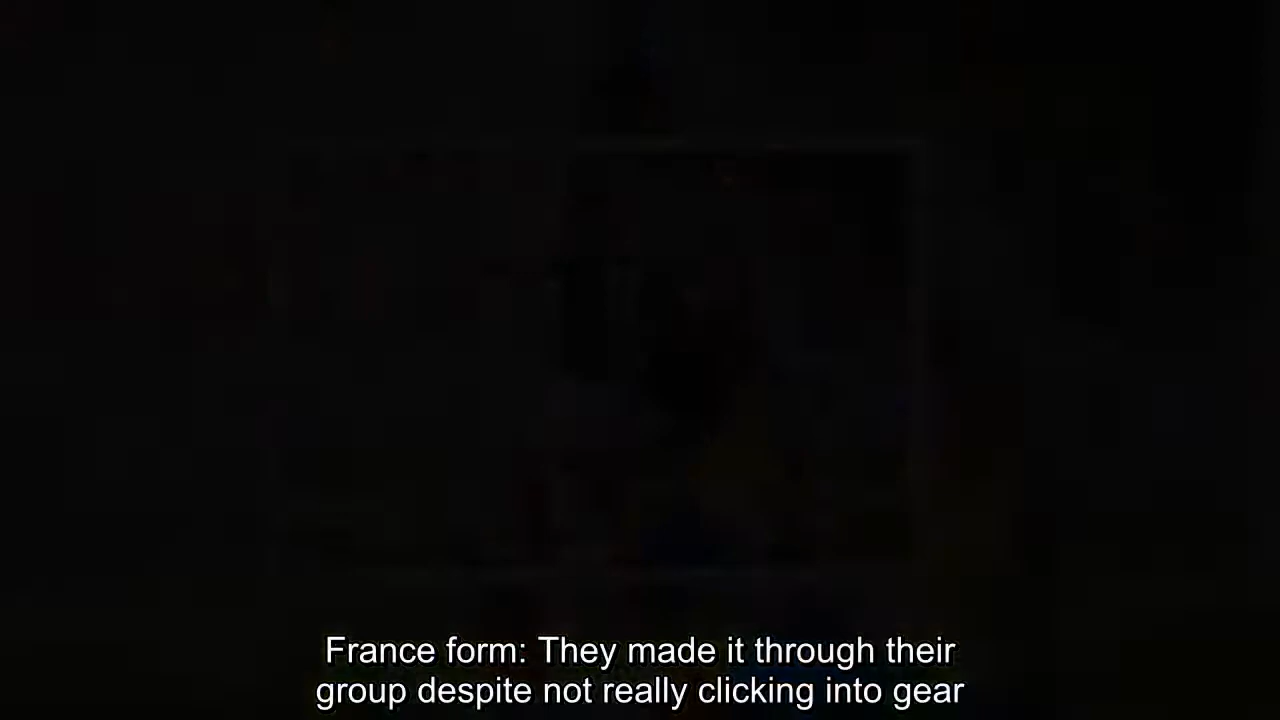 France form: They made it through their
group despite not really clicking into gear